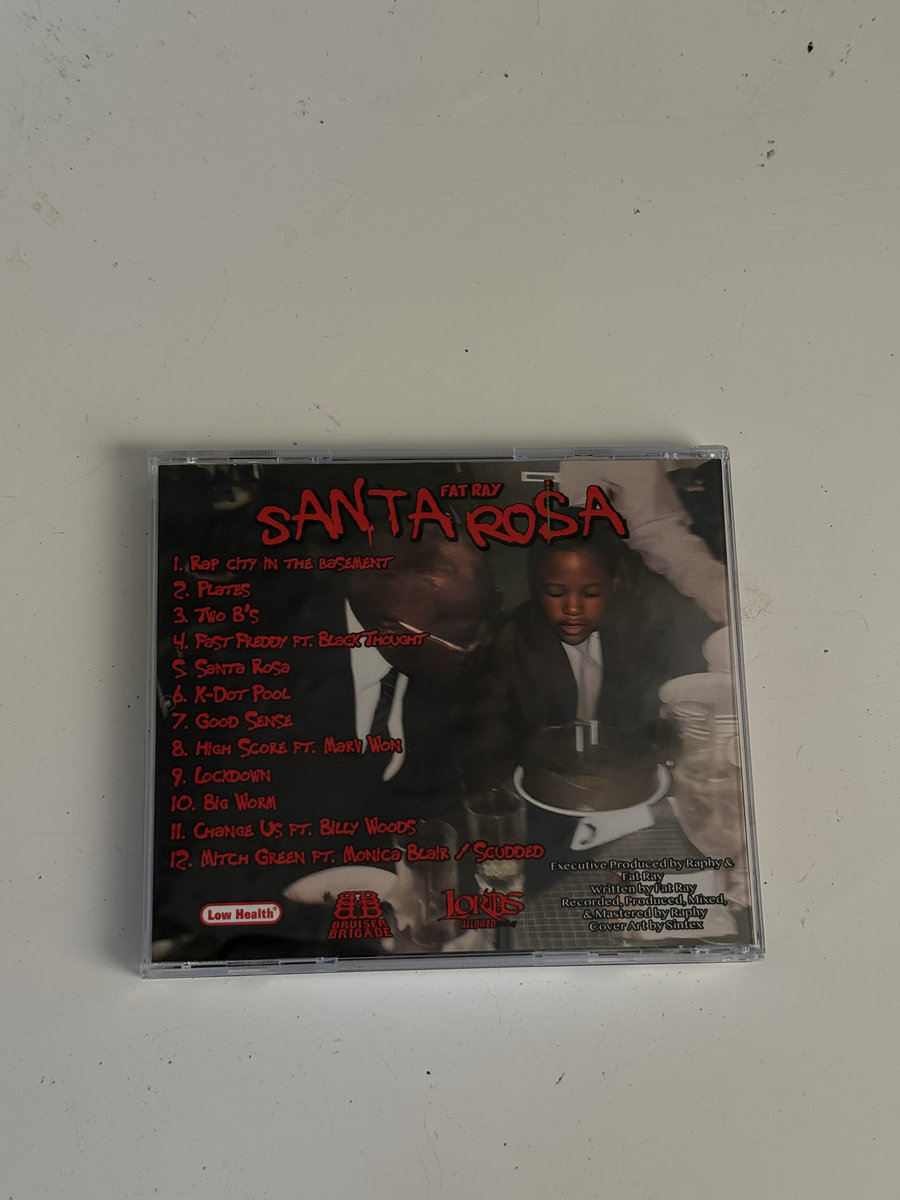 FAT RAY
SANTA ROSA
1. RAP CITY IN THE BASEMENT
2. PLATES
3. TWO B'S
4. FAST FREDDY FT. BLACK THOUGHT
5. SANTA ROSA
6. K-DOT POOL
7. GOOD SENSE
8. HIGH SCORE FT. MARV WON
9. LOCKDOWN
10. BIG WORM
11. CHANGE US FT. BILLY WOODS
12. MITCH GREEN FT. MONICA BLAIR / SCUDDED
Executive Produced by Raphy &
Fat Ray
Written by Fat Ray
Recorded, Produced, Mixed,
& Mastered by Raphy
Cover Art by Sintex
Low Health®
BB
BRUISER
BRIGADE
LORDS
ALLOWED